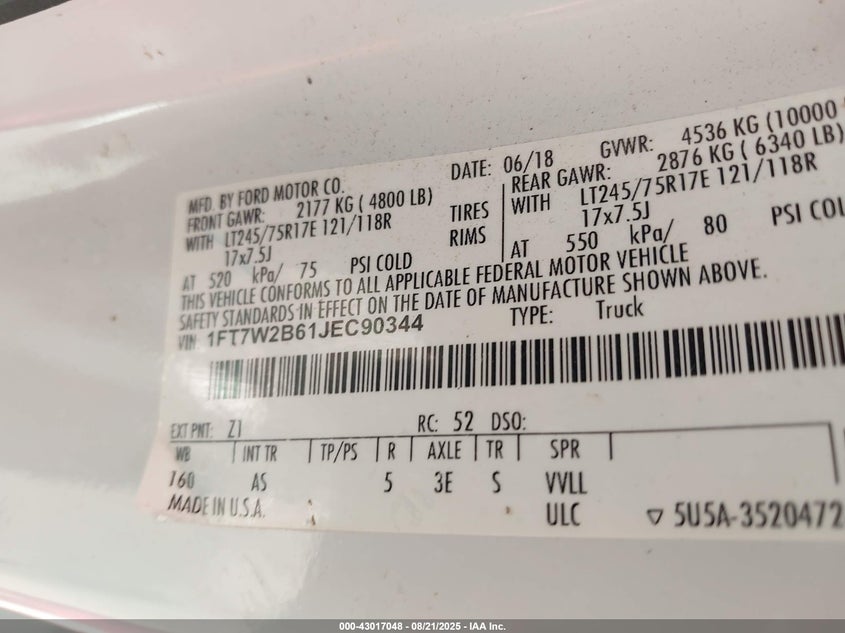 MFD. BY FORD MOTOR CO.
DATE: 06/18 GVWR: 4536 KG (10000
FRONT GAWR: 2177 KG ( 4800 LB)
REAR GAWR: 2876 KG ( 6340 LB)
WITH LT245/75R17E 121/118R TIRES WITH LT245/75R17E 121/118R
17x7.5J RIMS 17x7.5J
AT 520 kPa/ 75 PSI COLD AT 550 kPa/ 80 PSI COL
THIS VEHICLE CONFORMS TO ALL APPLICABLE FEDERAL MOTOR VEHICLE
SAFETY STANDARDS IN EFFECT ON THE DATE OF MANUFACTURE SHOWN ABOVE.
VIN 1FT7W2B61JEC90344 TYPE: Truck
EXT PNT: Z1 RC: 52 DSO:
WB INT TR TP/PS R AXLE TR SPR
160 AS 5 3E S VVLL
MADE IN U.S.A. ULC ▽ 5U5A-3520472
000-43017048 - 08/21/2025 - IAA Inc.